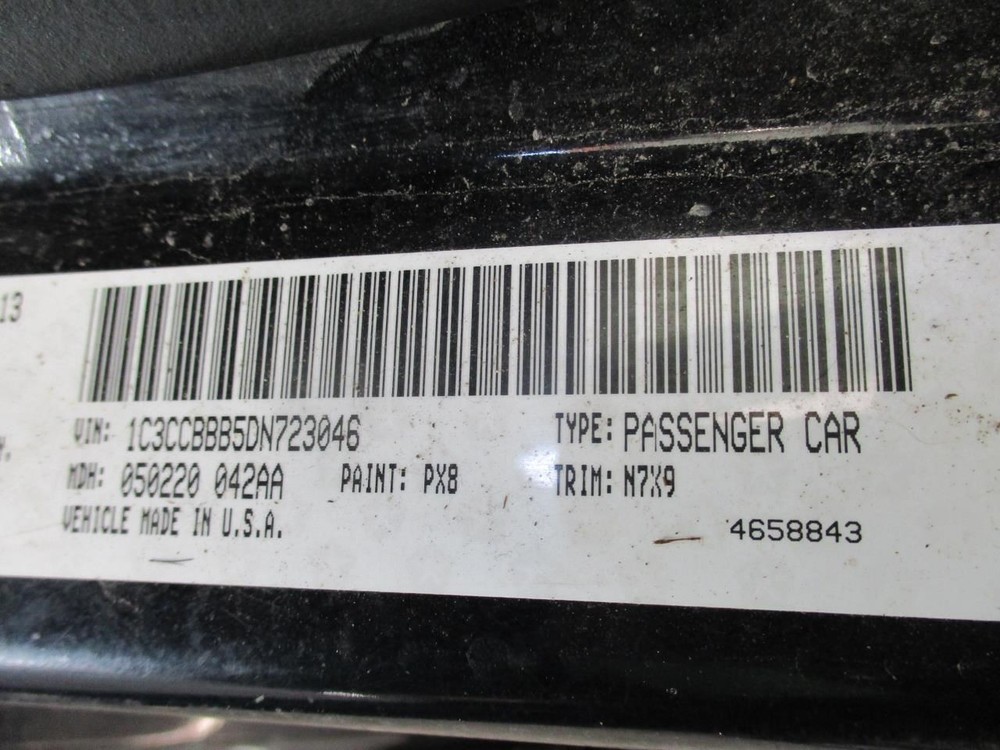 13
VIN: 1C3CCBBB5DN723046 TYPE: PASSENGER CAR
MDH: 050220 042AA PAINT: PX8 TRIM: N7X9
VEHICLE MADE IN U.S.A. 4658843